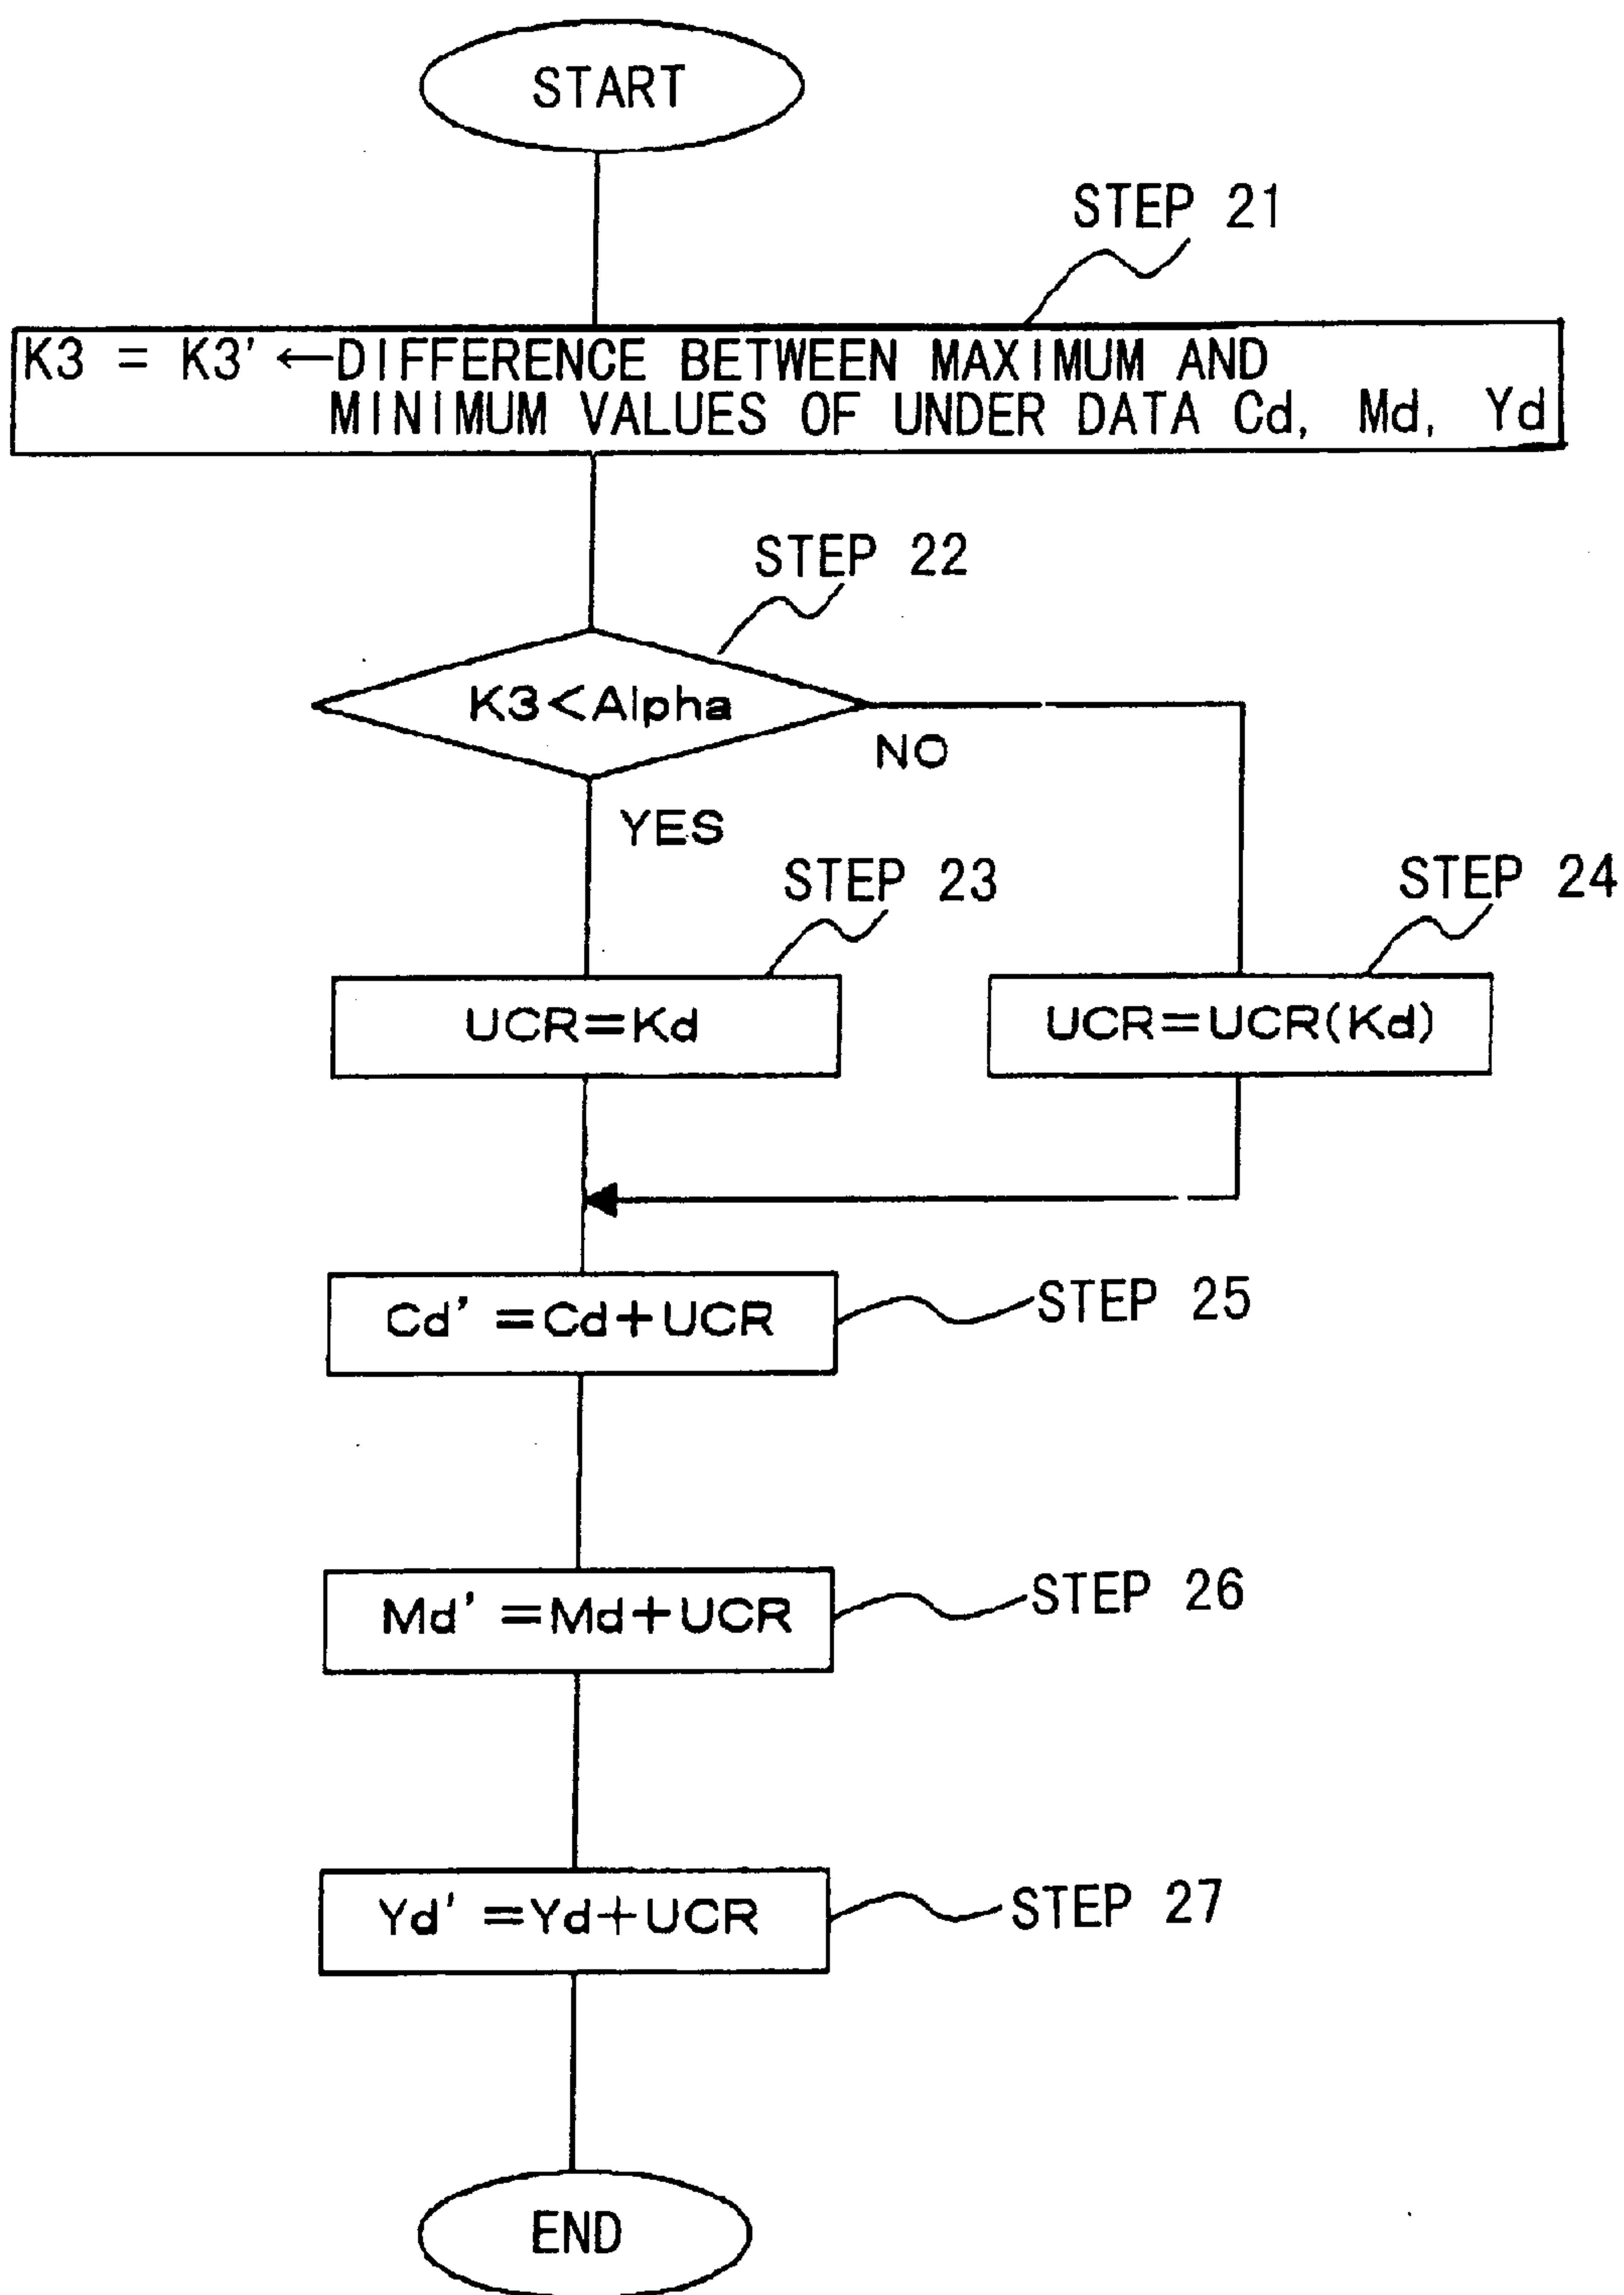 START
STEP 21
K3 = K3' ←DIFFERENCE BETWEEN MAXIMUM AND
MINIMUM VALUES OF UNDER DATA Cd, Md, Yd
STEP 22
K3<Alpha
NO
YES
STEP 23
STEP 24
UCR=Kd
UCR=UCR(Kd)
Cd' =Cd+UCR
STEP 25
Md' =Md+UCR
STEP 26
Yd' =Yd+UCR
STEP 27
END